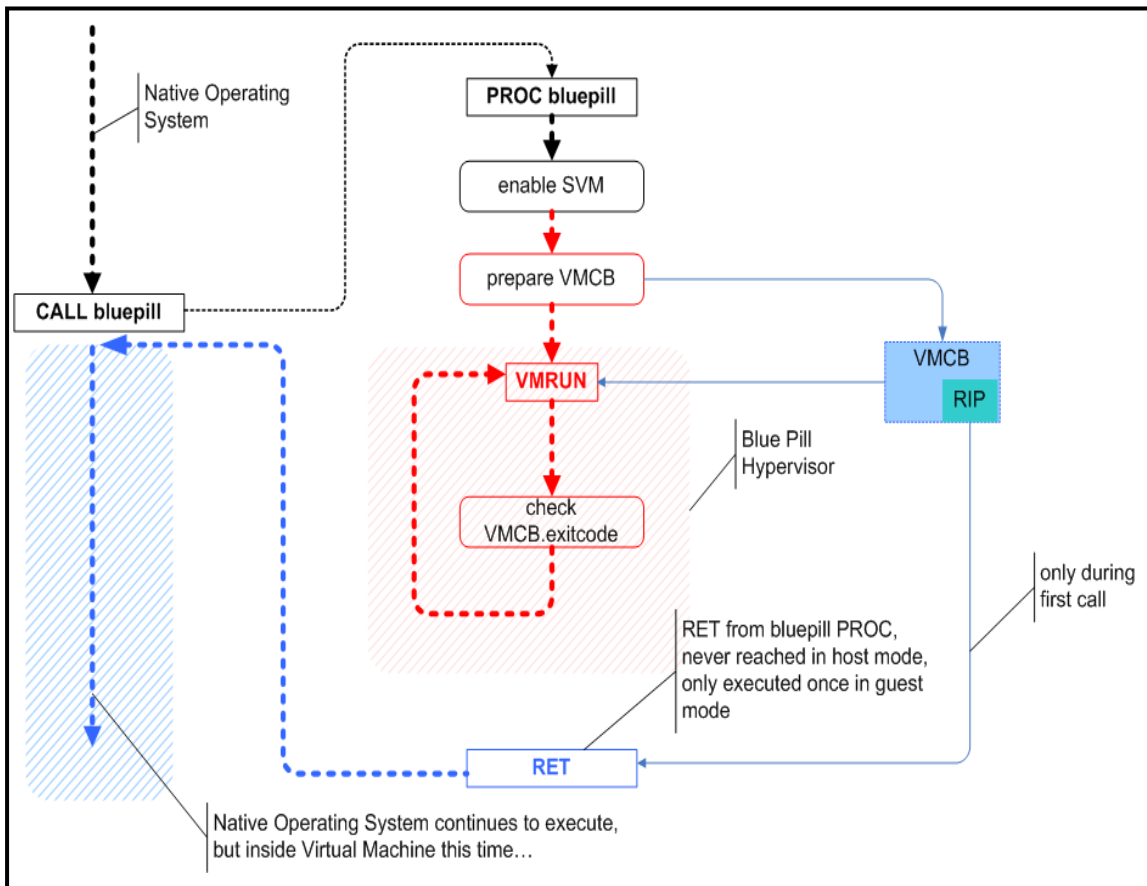 Native Operating
System
PROC bluepill
enable SVM
prepare VMCB
CALL bluepill
VMCB
RIP
VMRUN
Blue Pill
Hypervisor
check
VMCB.exitcode
only during
first call
RET from bluepill PROC,
never reached in host mode,
only executed once in guest
mode
RET
Native Operating System continues to execute,
but inside Virtual Machine this time…